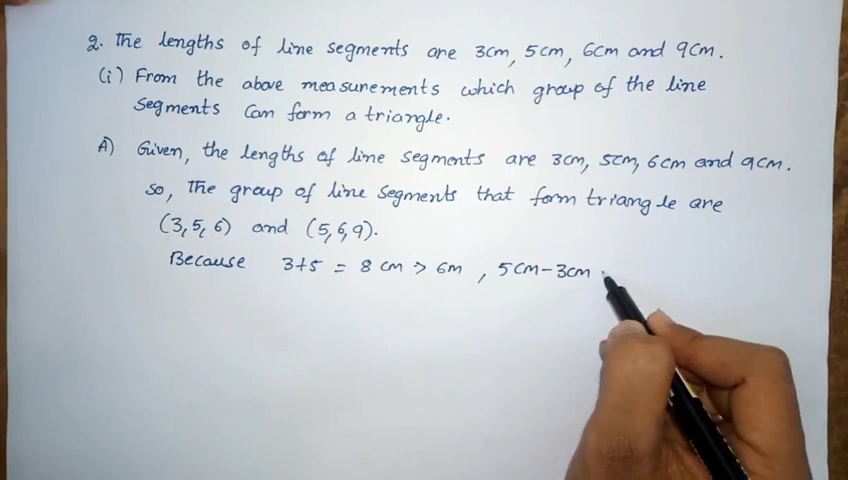 2. The lengths of line segments are 3cm, 5cm, 6cm and 9cm.
(i) From the above measurements which group of the line
segments can form a triangle.
A) Given, the lengths of line segments are 3cm, 5cm, 6cm and 9cm.
so, The group of line segments that form triangle are
(3,5,6) and (5,6,9).
Because 3+5 = 8 cm > 6m , 5cm-3cm